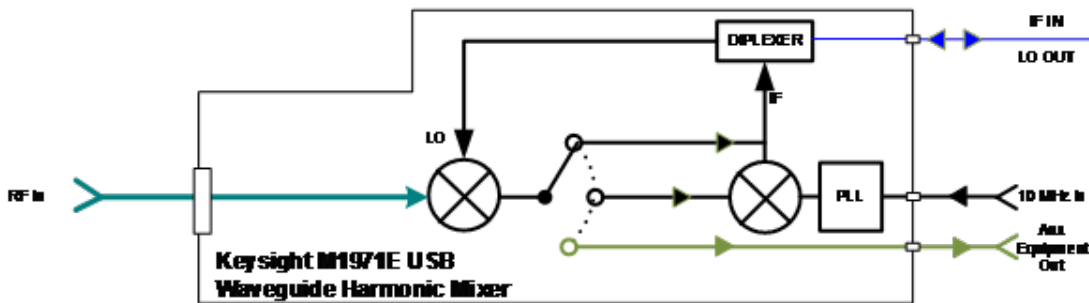 IF IN
DIPLEXER
LO OUT
IF
LO
RF In
PLL
10 MHz In
Aux
Equipment
Out
Keysight M1971E USB
Waveguide Harmonic Mixer